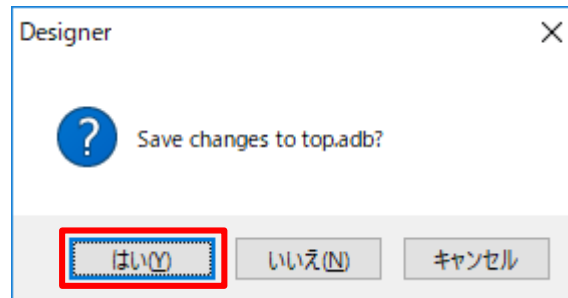 Designer
Save changes to top.adb?
はい(Y)
いいえ(N)
キャンセル